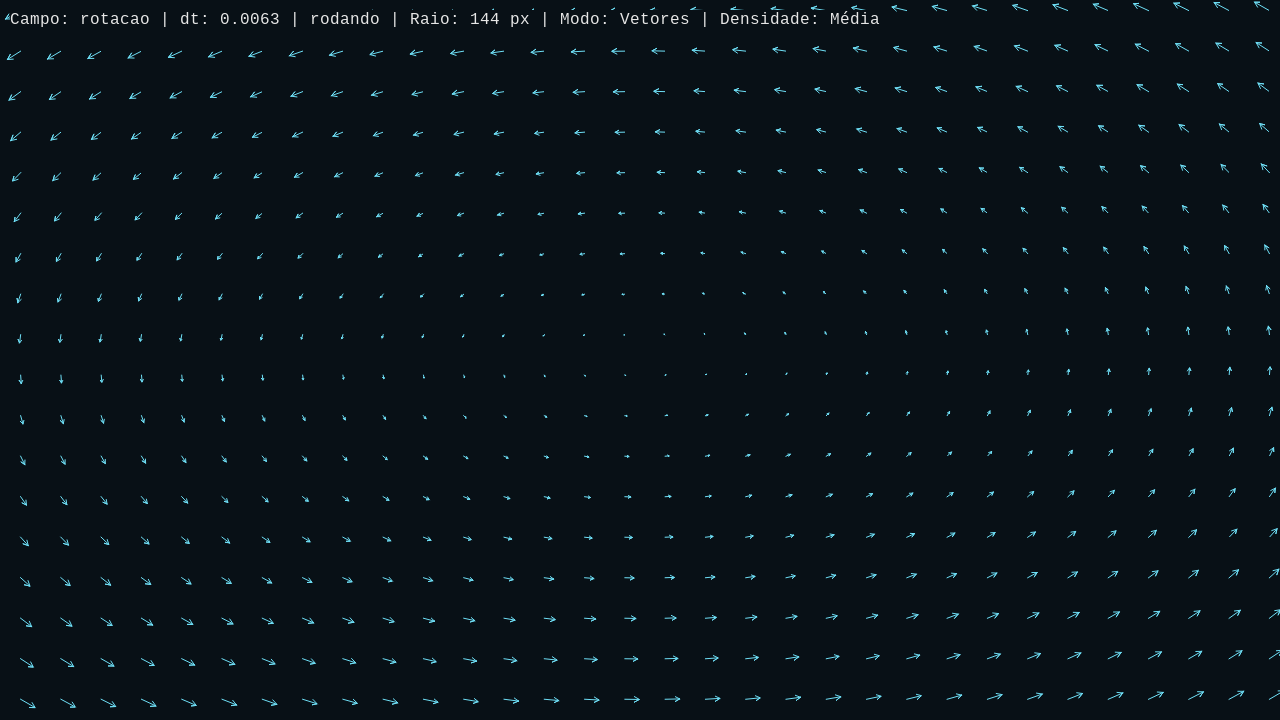 Campo: rotacao | dt: 0.0063 | rodando | Raio: 144 px | Modo: Vetores | Densidade: Média